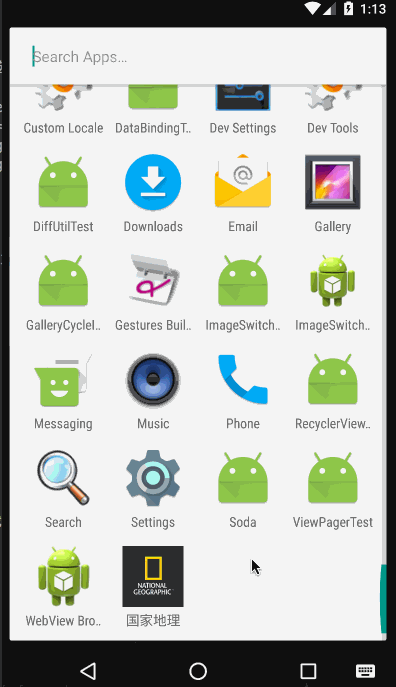 1:13
Search Apps…
Custom Locale
DataBindingT..
Dev Settings
Dev Tools
DiffUtilTest
Downloads
Email
Gallery
GalleryCycleI..
Gestures Buil..
ImageSwitch..
ImageSwitch..
Messaging
Music
Phone
RecyclerView..
Search
Settings
Soda
ViewPagerTest
NATIONAL
GEOGRAPHIC
WebView Bro..
国家地理